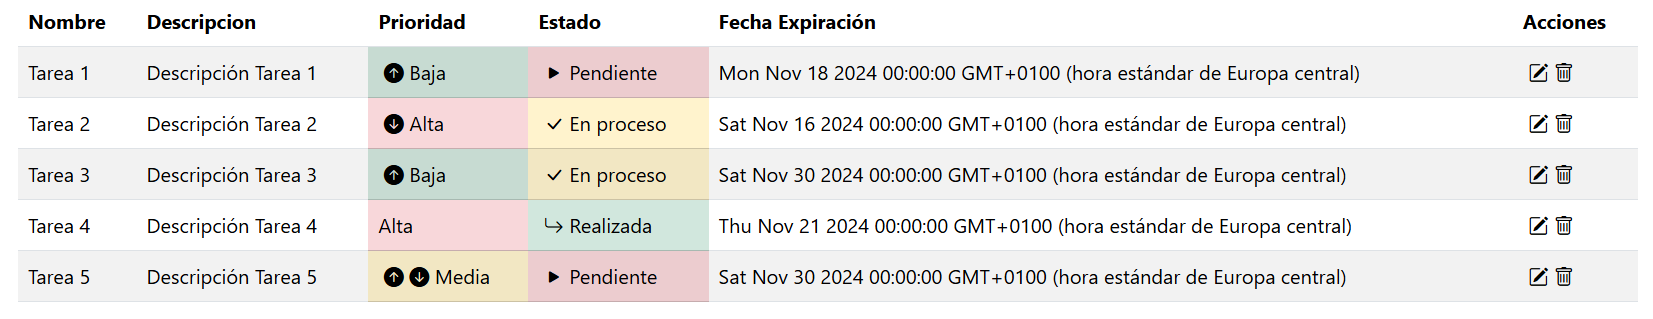 Nombre Descripcion Prioridad Estado Fecha Expiración Acciones
Tarea 1 Descripción Tarea 1 Baja Pendiente Mon Nov 18 2024 00:00:00 GMT+0100 (hora estándar de Europa central)
Tarea 2 Descripción Tarea 2 Alta En proceso Sat Nov 16 2024 00:00:00 GMT+0100 (hora estándar de Europa central)
Tarea 3 Descripción Tarea 3 Baja En proceso Sat Nov 30 2024 00:00:00 GMT+0100 (hora estándar de Europa central)
Tarea 4 Descripción Tarea 4 Alta Realizada Thu Nov 21 2024 00:00:00 GMT+0100 (hora estándar de Europa central)
Tarea 5 Descripción Tarea 5 Media Pendiente Sat Nov 30 2024 00:00:00 GMT+0100 (hora estándar de Europa central)